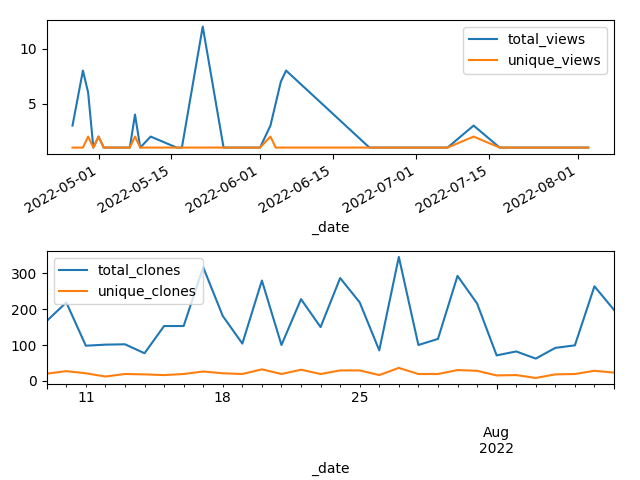 10
5
total_views
unique_views
2022-05-01
2022-05-15
2022-06-01
2022-06-15
2022-07-01
2022-07-15
2022-08-01
_date
300
200
100
0
total_clones
unique_clones
11
18
25
Aug
2022
_date